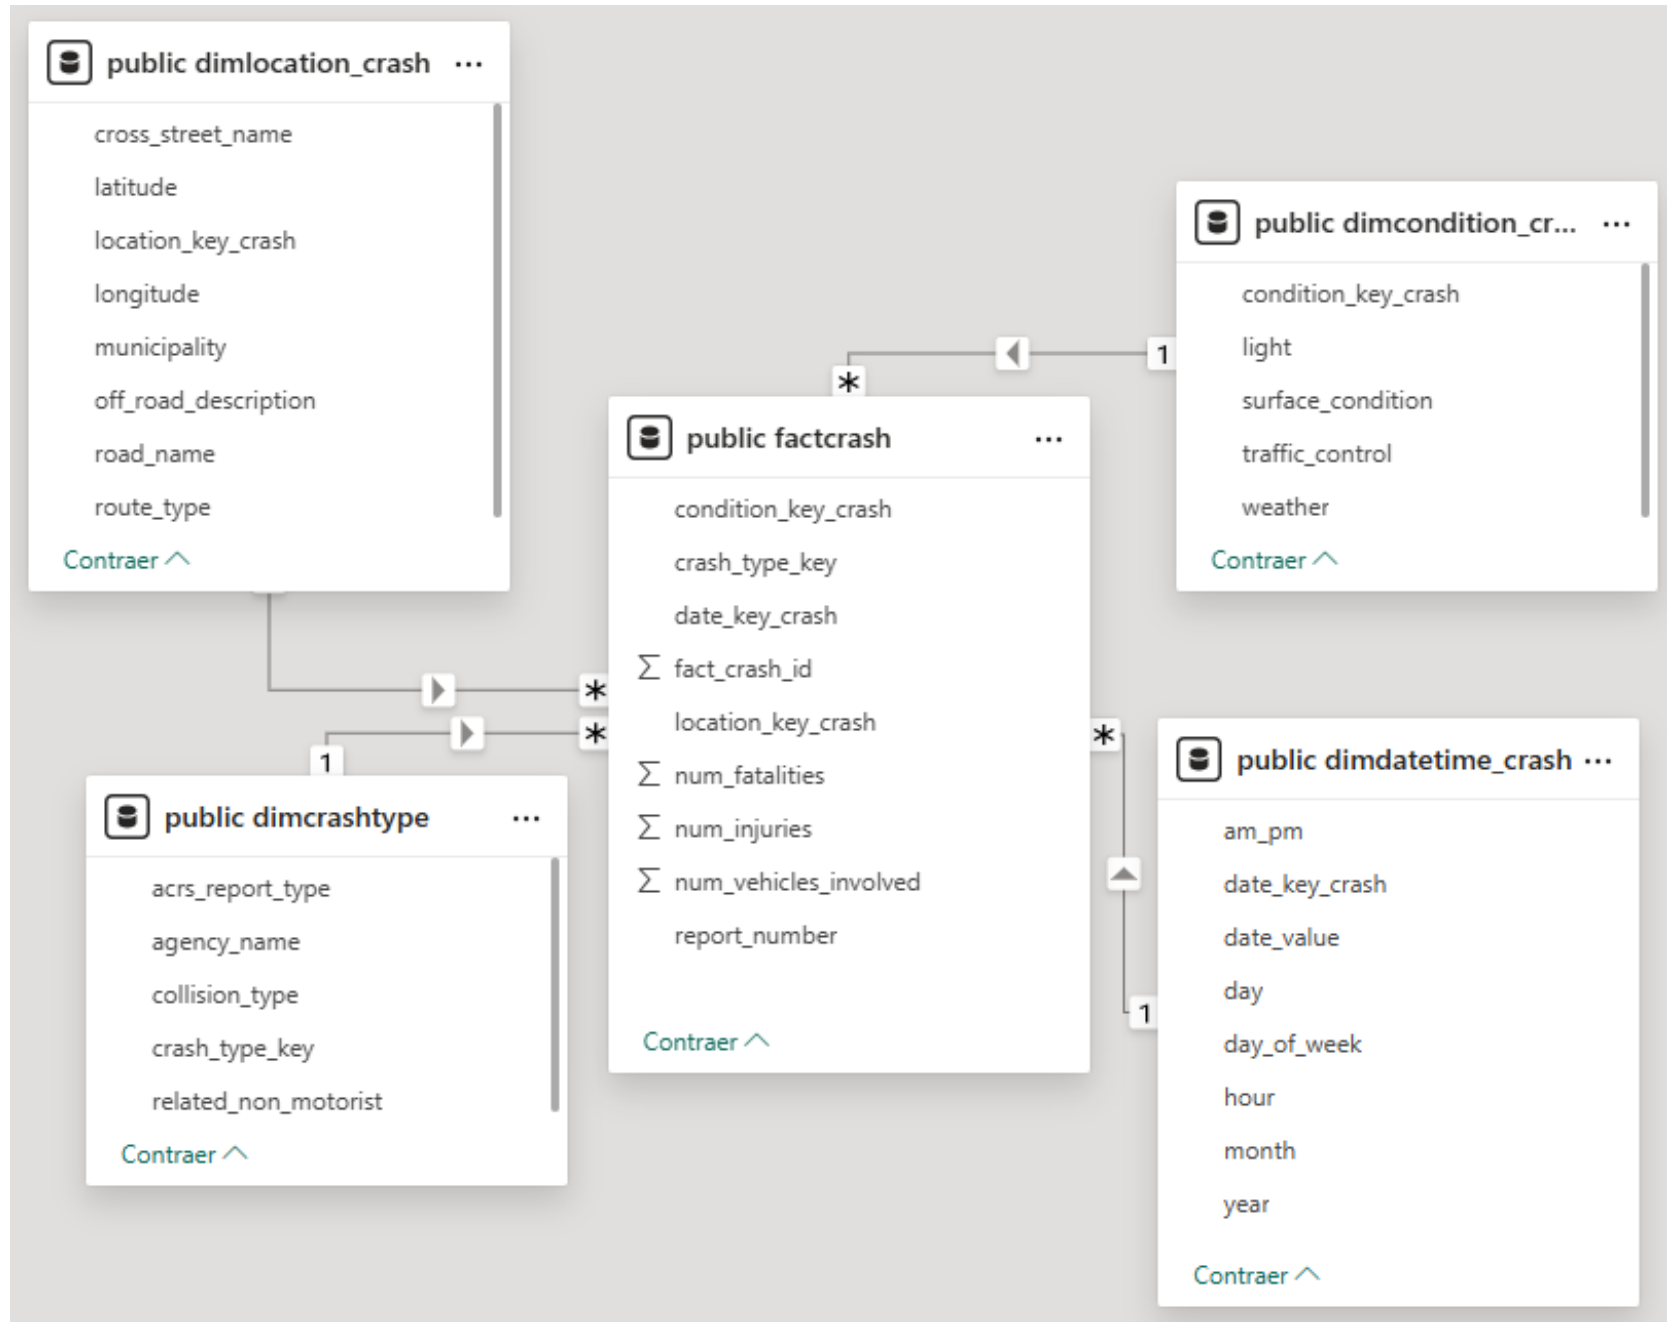 public dimlocation_crash ...
cross_street_name
latitude
location_key_crash
longitude
municipality
off_road_description
road_name
route_type
Contraer
public dimcondition_cr... ...
condition_key_crash
light
surface_condition
traffic_control
weather
Contraer
1
*
public factcrash ...
condition_key_crash
crash_type_key
date_key_crash
Σ fact_crash_id
location_key_crash
Σ num_fatalities
Σ num_injuries
Σ num_vehicles_involved
report_number
Contraer
*
*
1
public dimcrashtype ...
acrs_report_type
agency_name
collision_type
crash_type_key
related_non_motorist
Contraer
*
1
public dimdatetime_crash ...
am_pm
date_key_crash
date_value
day
day_of_week
hour
month
year
Contraer